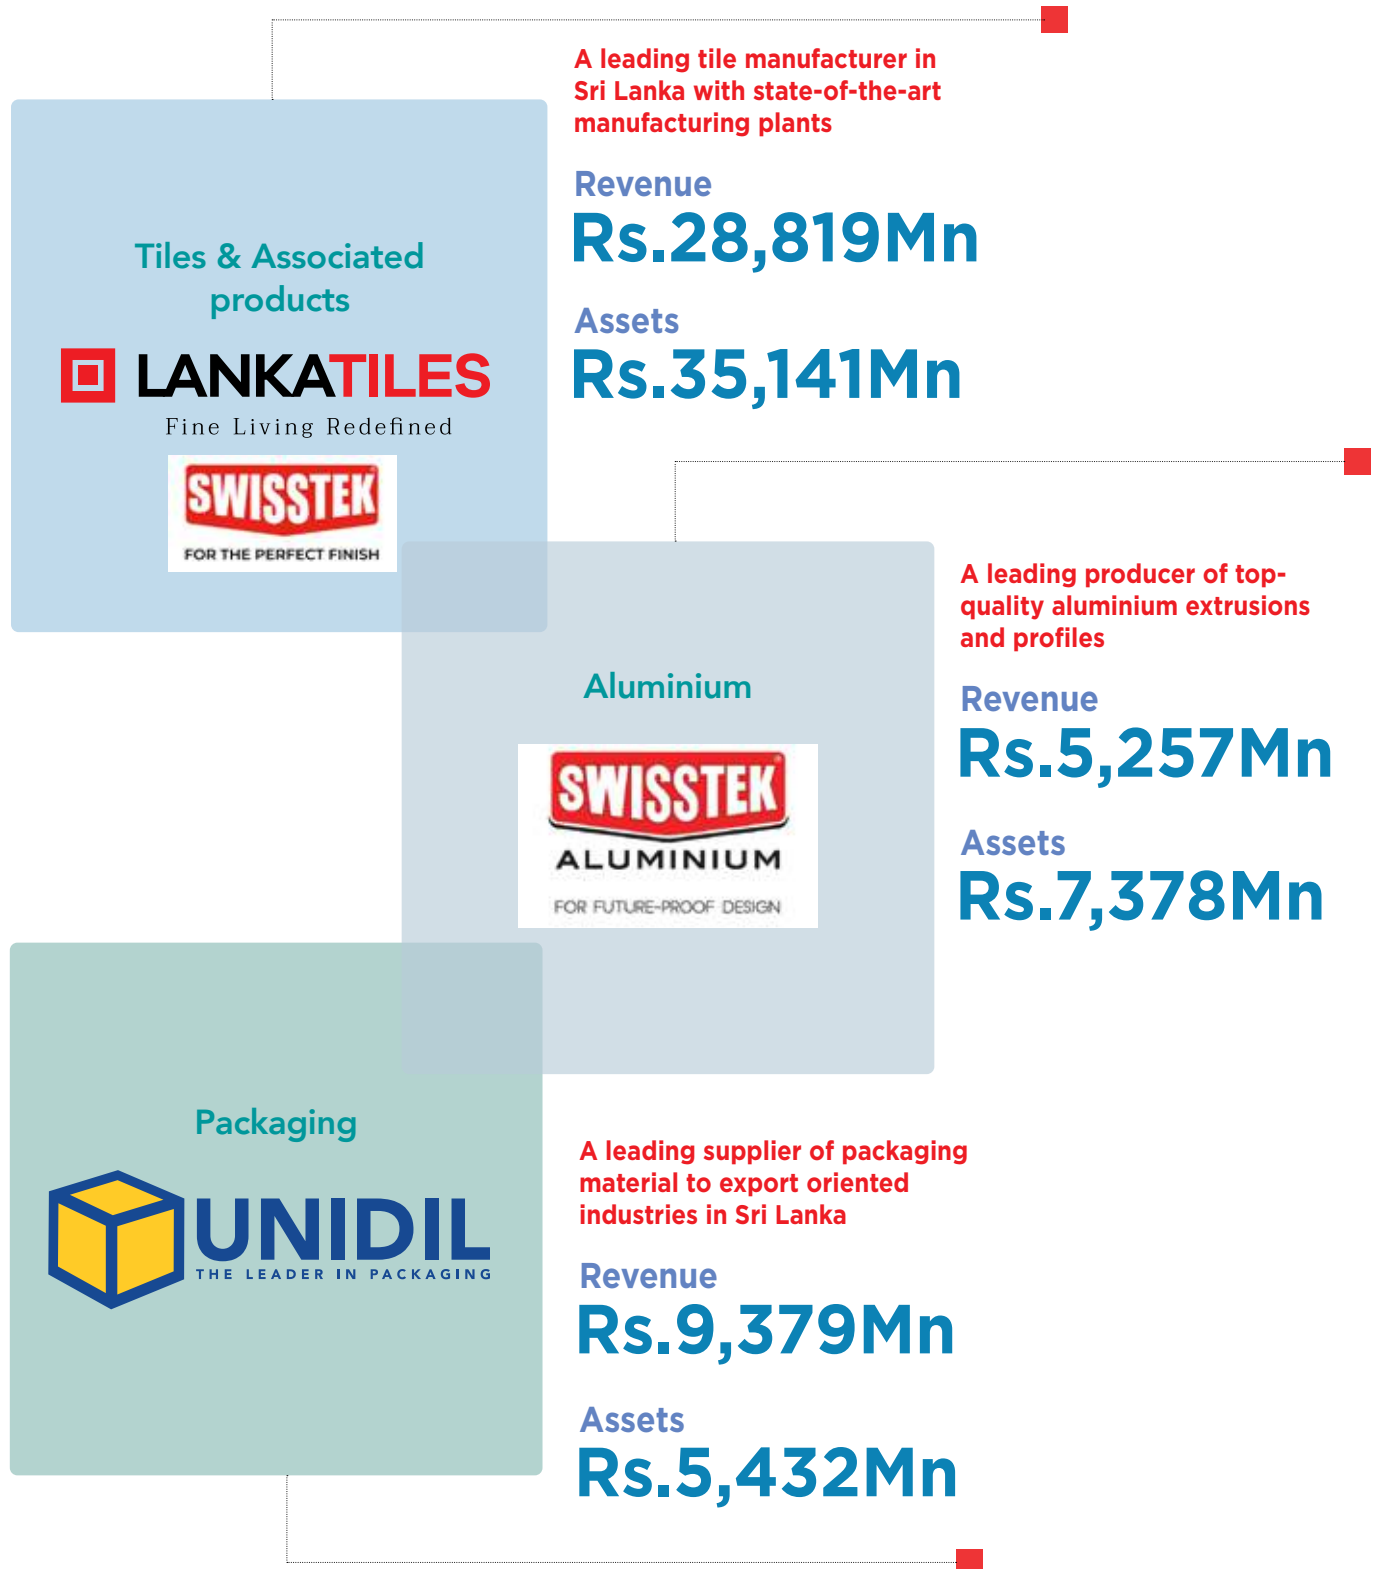 A leading tile manufacturer in
Sri Lanka with state-of-the-art
manufacturing plants
Revenue
Rs.28,819Mn
Assets
Rs.35,141Mn
Tiles & Associated
products
LANKATILES
Fine Living Redefined
SWISSTEK
FOR THE PERFECT FINISH
A leading producer of top-
quality aluminium extrusions
and profiles
Revenue
Rs.5,257Mn
Assets
Rs.7,378Mn
Aluminium
SWISSTEK
ALUMINIUM
FOR FUTURE-PROOF DESIGN
Packaging
UNIDIL
THE LEADER IN PACKAGING
A leading supplier of packaging
material to export oriented
industries in Sri Lanka
Revenue
Rs.9,379Mn
Assets
Rs.5,432Mn